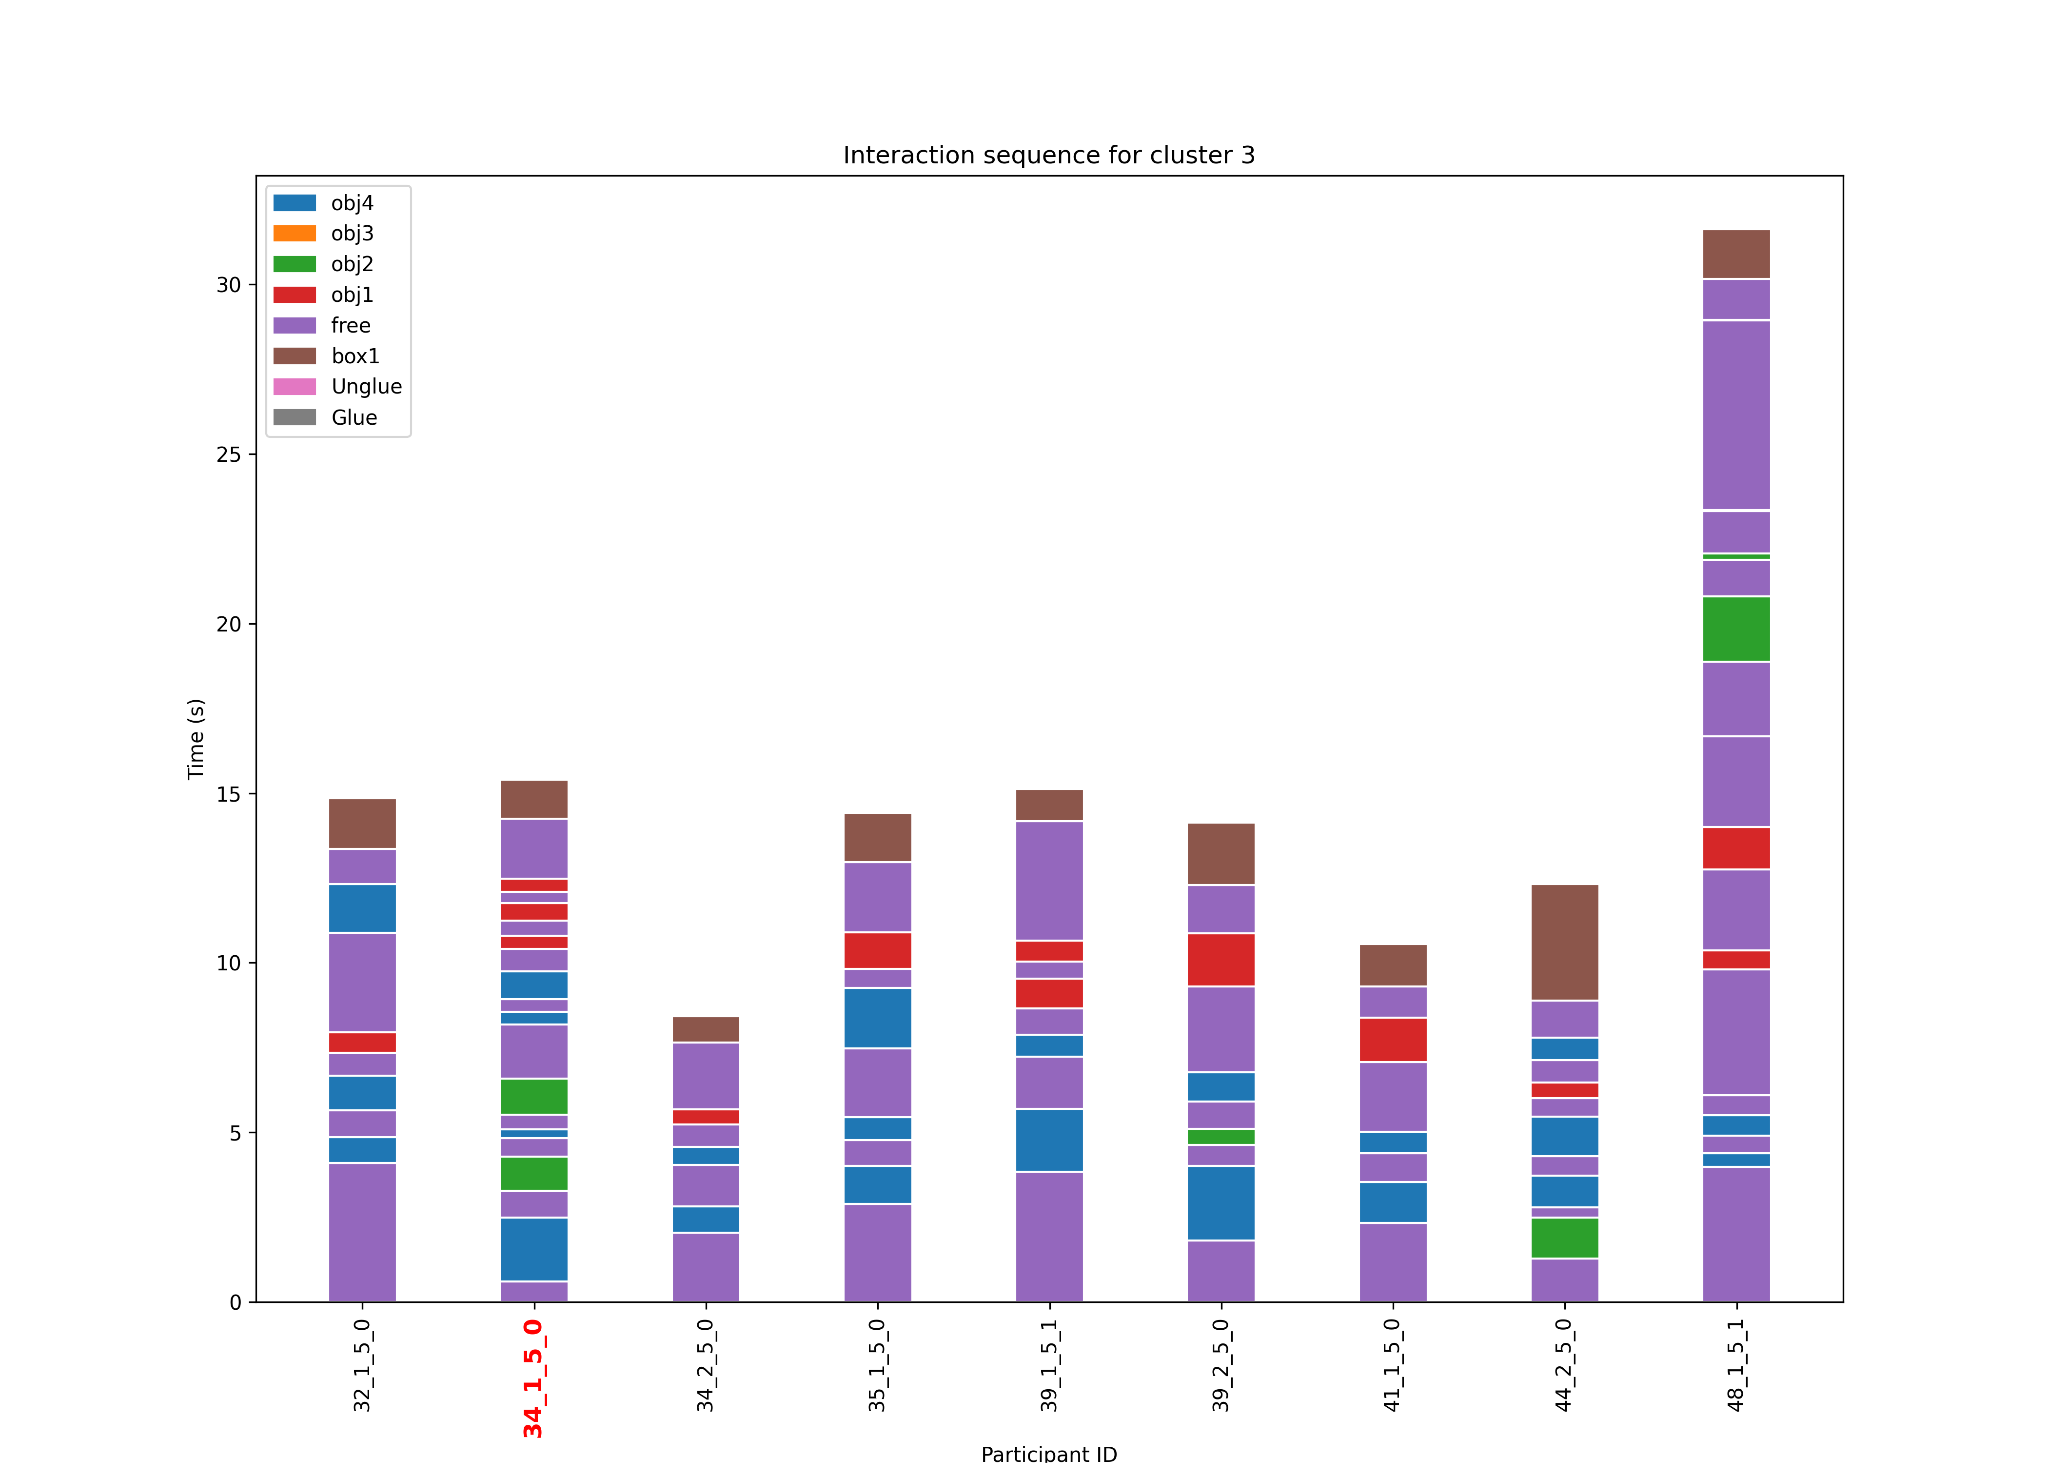 Interaction sequence for cluster 3
obj4
obj3
obj2
obj1
free
box1
Unglue
Glue
30
25
20
15
10
5
0
Time (s)
32_1_5_0
34_1_5_0
34_2_5_0
35_1_5_0
39_1_5_1
39_2_5_0
41_1_5_0
44_2_5_0
48_1_5_1
Participant ID